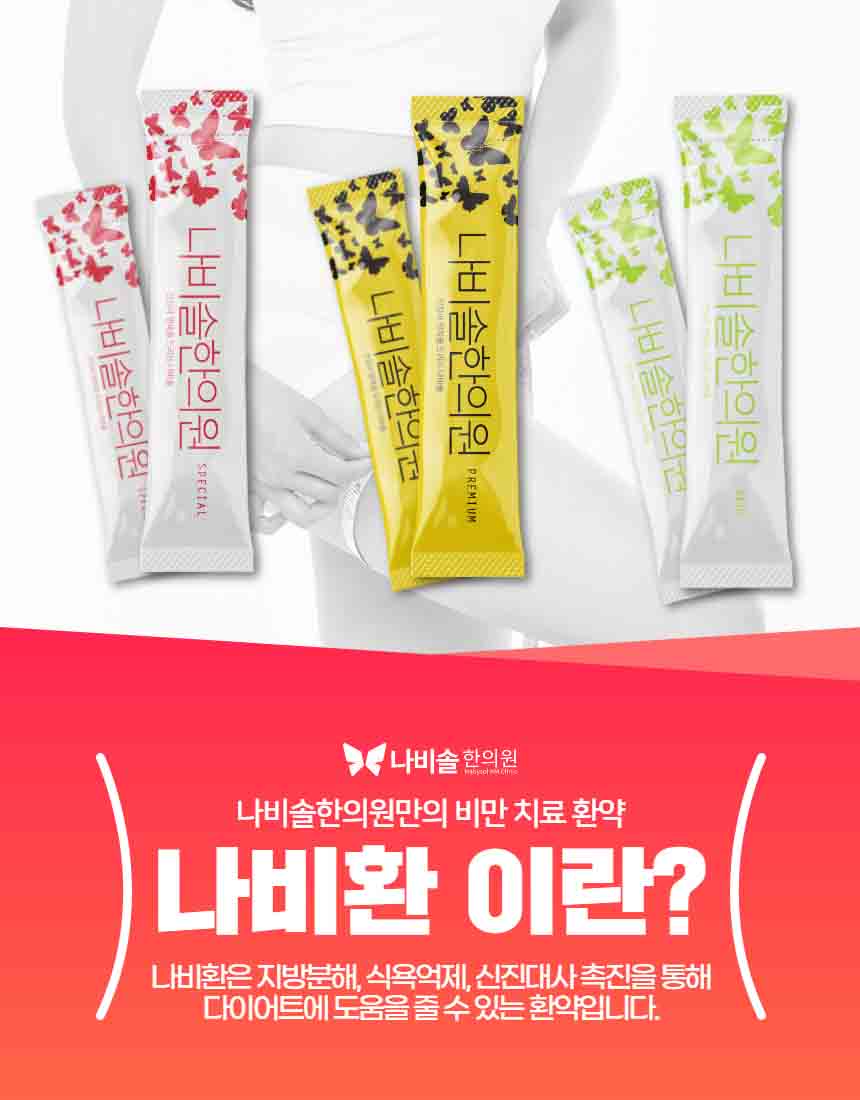 나비솔한의원
SPECIAL
나비솔한의원
나비솔한의원
PREMIUM
나비솔한의원
나비솔한의원
나비솔한의원
나비솔 한의원
나비솔한의원만의 비만 치료 환약
나비환 이란?
나비환은 지방분해, 식욕억제, 신진대사 촉진을 통해
다이어트에 도움을 줄 수 있는 환약입니다.